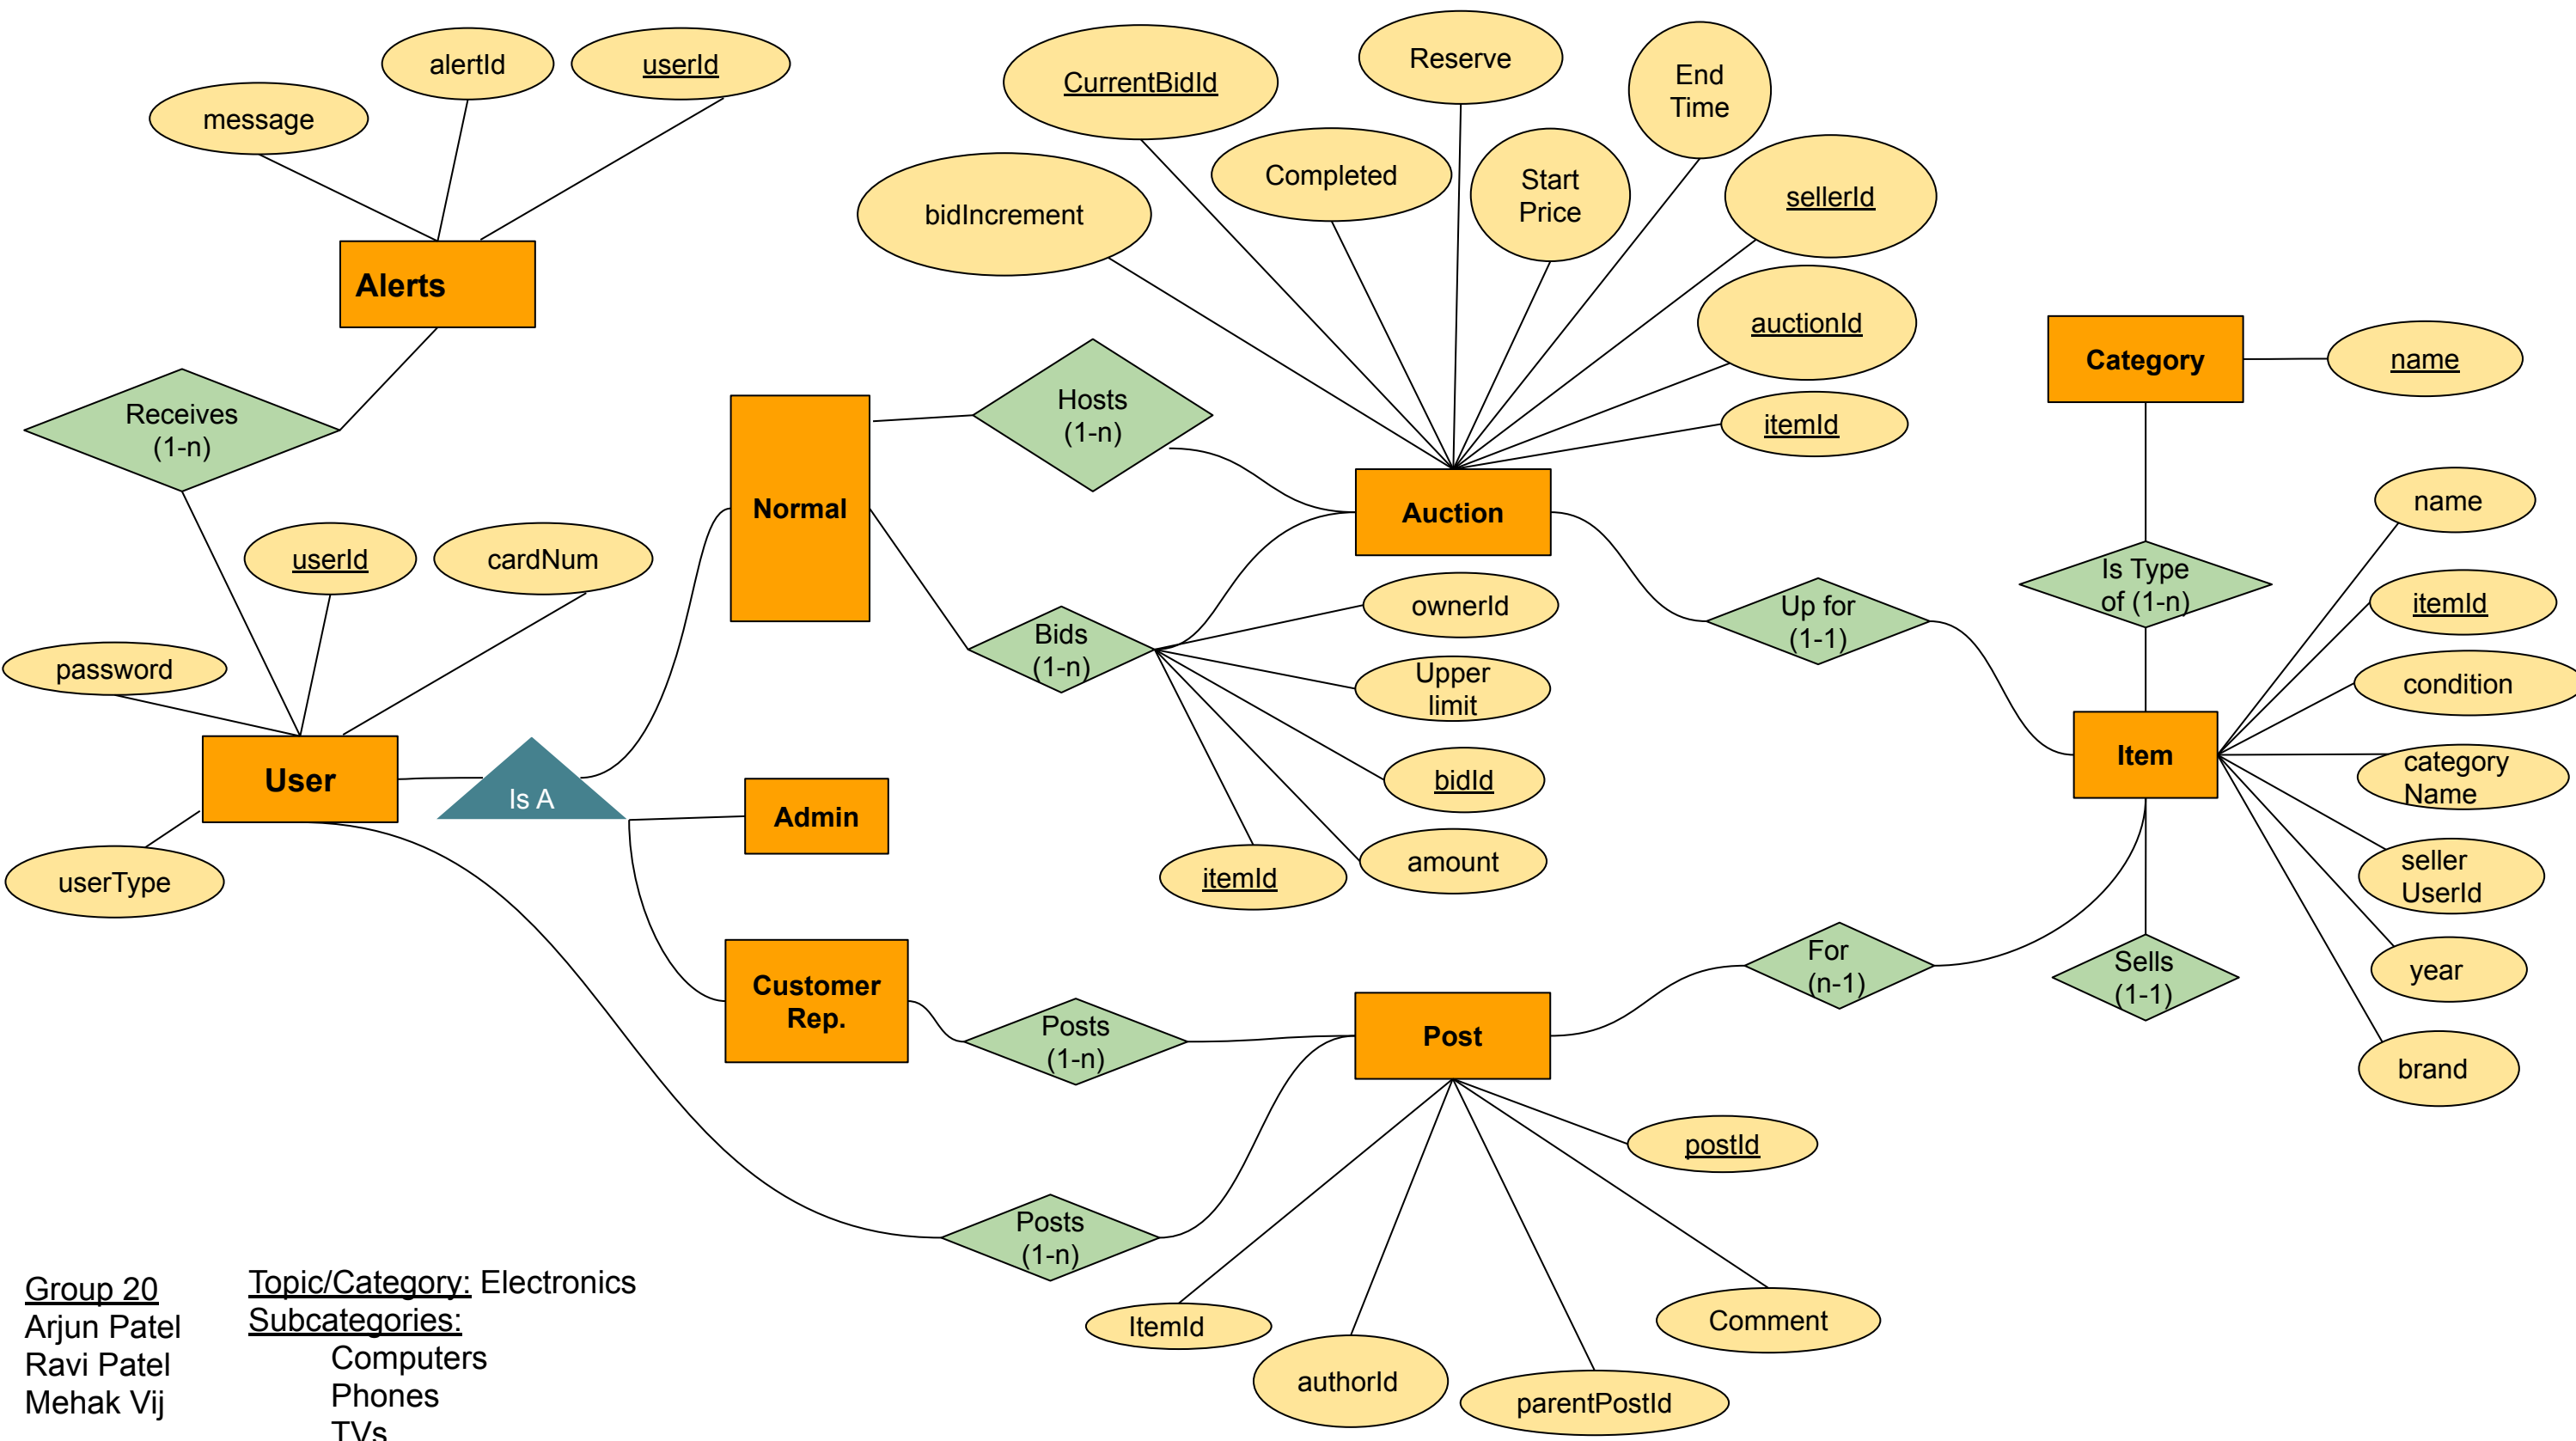 message
alertId
userId
Alerts
Receives
(1-n)
userId
cardNum
password
User
userType
Is A
Normal
Admin
Customer
Rep.
Hosts
(1-n)
Bids
(1-n)
Posts
(1-n)
Posts
(1-n)
CurrentBidId
Reserve
End
Time
bidIncrement
Completed
Start
Price
sellerId
auctionId
itemId
Auction
ownerId
Upper
limit
bidId
amount
itemId
Up for
(1-1)
Category
name
Is Type
of (1-n)
name
itemId
condition
Item
category
Name
seller
UserId
year
brand
Sells
(1-1)
For
(n-1)
Post
postId
Comment
parentPostId
authorId
ItemId
Group 20
Arjun Patel
Ravi Patel
Mehak Vij
Topic/Category: Electronics
Subcategories:
Computers
Phones
TVs